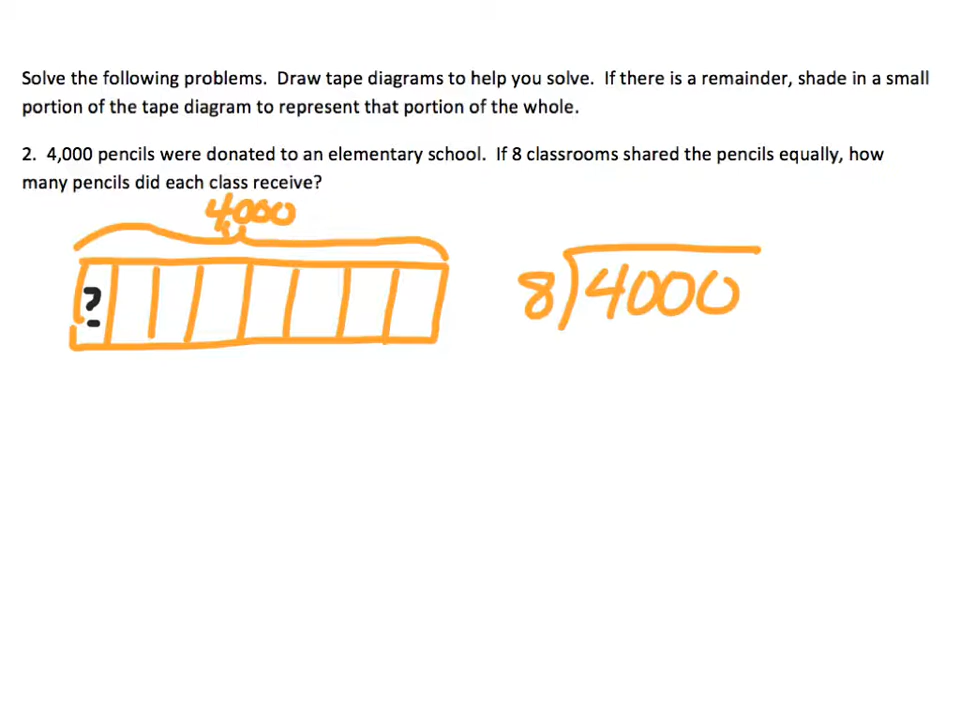 Solve the following problems. Draw tape diagrams to help you solve. If there is a remainder, shade in a small
portion of the tape diagram to represent that portion of the whole.
2. 4,000 pencils were donated to an elementary school. If 8 classrooms shared the pencils equally, how
many pencils did each class receive?
4000
?
8)4000